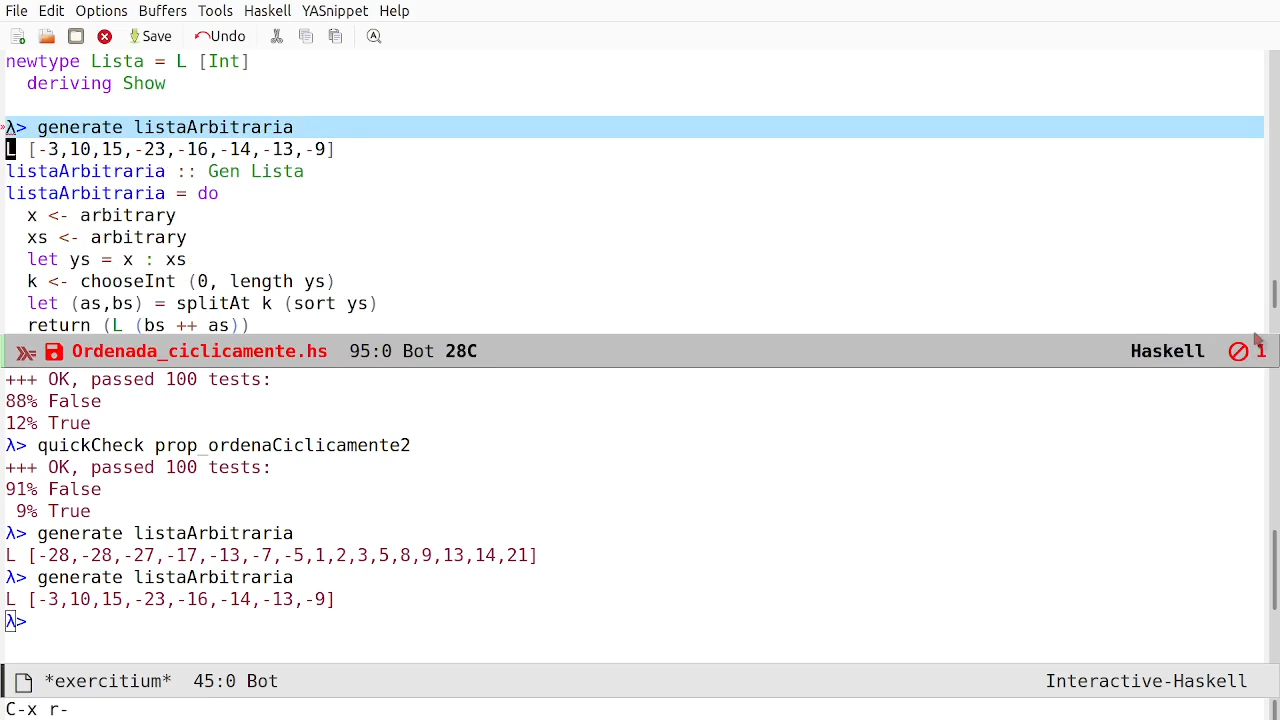 File Edit Options Buffers Tools Haskell YASnippet Help
Save Undo
newtype Lista = L [Int]
  deriving Show
λ> generate listaArbitraria
L [-3,10,15,-23,-16,-14,-13,-9]
listaArbitraria :: Gen Lista
listaArbitraria = do
  x <- arbitrary
  xs <- arbitrary
  let ys = x : xs
  k <- chooseInt (0, length ys)
  let (as,bs) = splitAt k (sort ys)
  return (L (bs ++ as))
Ordenada_ciclicamente.hs 95:0 Bot 28C Haskell 1
+++ OK, passed 100 tests:
88% False
12% True
λ> quickCheck prop_ordenaCiclicamente2
+++ OK, passed 100 tests:
91% False
 9% True
λ> generate listaArbitraria
L [-28,-28,-27,-17,-13,-7,-5,1,2,3,5,8,9,13,14,21]
λ> generate listaArbitraria
L [-3,10,15,-23,-16,-14,-13,-9]
λ>
*exercitium* 45:0 Bot Interactive-Haskell
C-x r-